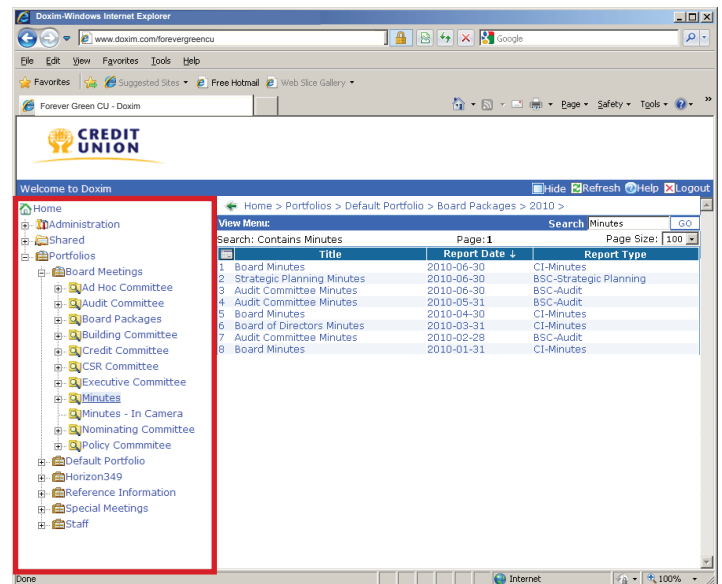 Doxim-Windows Internet Explorer
www.doxim.com/forevergreencu
Google
File Edit View Favorites Tools Help
Favorites Suggested Sites Free Hotmail Web Slice Gallery
Forever Green CU - Doxim
Page Safety Tools »
CREDIT
UNION
Welcome to Doxim Hide Refresh Help Logout
Home
Administration
Shared
Portfolios
Board Meetings
Ad Hoc Committee
Audit Committee
Board Packages
Building Committee
Credit Committee
CSR Committee
Executive Committee
Minutes
Minutes - In Camera
Nominating Committee
Policy Commmitee
Default Portfolio
Horizon349
Reference Information
Special Meetings
Staff
Home > Portfolios > Default Portfolio > Board Packages > 2010 >
View Menu: Search Minutes GO
Search: Contains Minutes Page: 1 Page Size: 100
Title Report Date ↓ Report Type
1 Board Minutes 2010-06-30 CI-Minutes
2 Strategic Planning Minutes 2010-06-30 BSC-Strategic Planning
3 Audit Committee Minutes 2010-06-30 BSC-Audit
4 Audit Committee Minutes 2010-05-31 BSC-Audit
5 Board Minutes 2010-04-30 CI-Minutes
6 Board of Directors Minutes 2010-03-31 CI-Minutes
7 Audit Committee Minutes 2010-02-28 BSC-Audit
8 Board Minutes 2010-01-31 CI-Minutes
Done Internet 100%